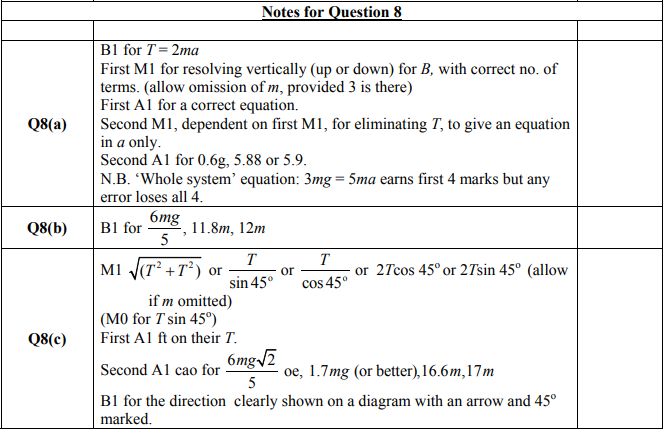 Notes for Question 8
Q8(a)
B1 for T = 2ma
First M1 for resolving vertically (up or down) for B, with correct no. of
terms. (allow omission of m, provided 3 is there)
First A1 for a correct equation.
Second M1, dependent on first M1, for eliminating T, to give an equation
in a only.
Second A1 for 0.6g, 5.88 or 5.9.
N.B. ‘Whole system’ equation: 3mg = 5ma earns first 4 marks but any
error loses all 4.
Q8(b)
B1 for 6mg/5, 11.8m, 12m
Q8(c)
M1 √(T² + T²) or T/sin 45° or T/cos 45° or 2Tcos 45° or 2Tsin 45° (allow
if m omitted)
(M0 for T sin 45°)
First A1 ft on their T.
Second A1 cao for 6mg√2/5 oe, 1.7mg (or better),16.6m,17m
B1 for the direction clearly shown on a diagram with an arrow and 45°
marked.